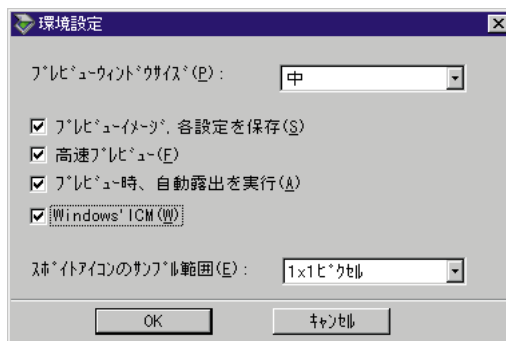 環境設定
ﾌﾟﾚﾋﾞｭｰｳｨﾝﾄﾞｳｻｲｽﾞ(P)： 中
ﾌﾟﾚﾋﾞｭｰｲﾒｰｼﾞ､各設定を保存(S)
高速ﾌﾟﾚﾋﾞｭｰ(F)
ﾌﾟﾚﾋﾞｭｰ時、自動露出を実行(A)
Windows' ICM(W)
ｽﾎﾟｲﾄｱｲｺﾝのｻﾝﾌﾟﾙ範囲(E)： 1x1ﾋﾟｸｾﾙ
OK ｷｬﾝｾﾙ